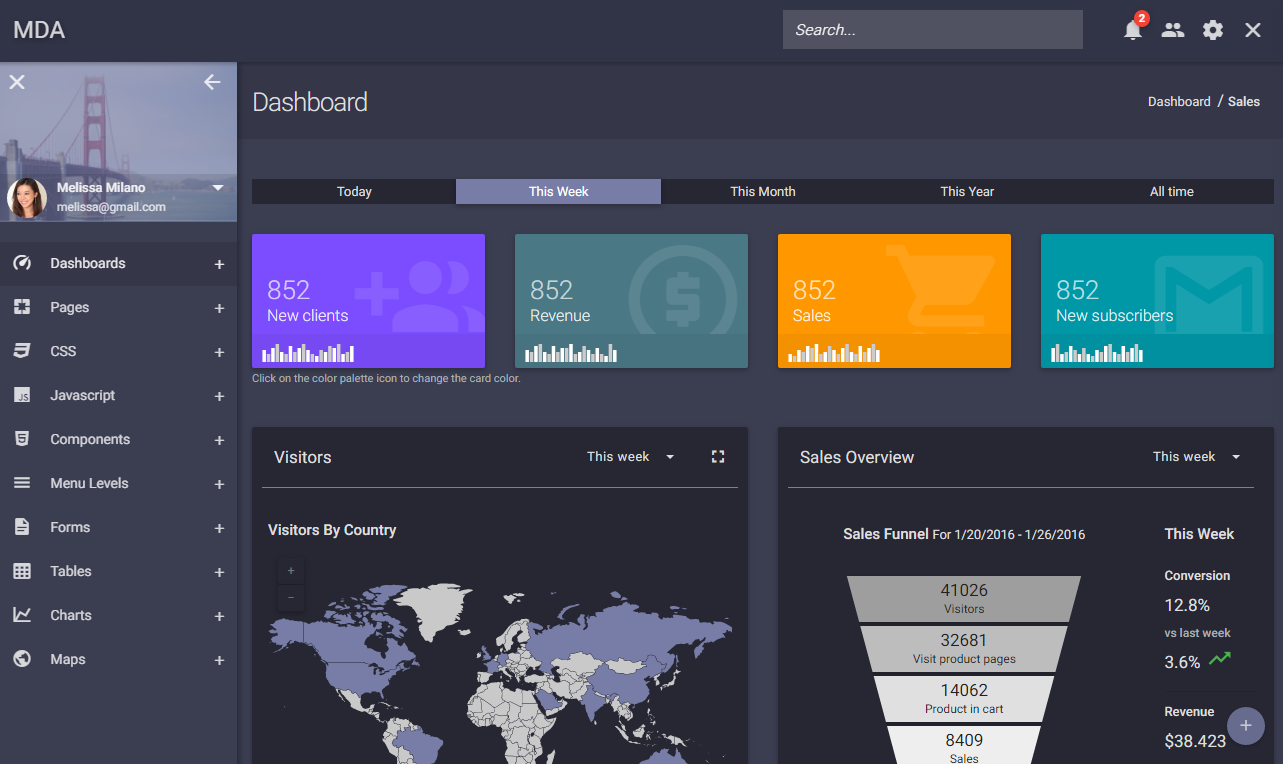 MDA
Search...
2
Melissa Milano
melissa@gmail.com
Dashboards
Pages
CSS
JS
Javascript
Components
Menu Levels
Forms
Tables
Charts
Maps
Dashboard
Dashboard / Sales
Today
This Week
This Month
This Year
All time
852
New clients
852
Revenue
852
Sales
852
New subscribers
Click on the color palette icon to change the card color.
Visitors
This week
Visitors By Country
+
−
Sales Overview
This week
Sales Funnel For 1/20/2016 - 1/26/2016
41026
Visitors
32681
Visit product pages
14062
Product in cart
8409
Sales
This Week
Conversion
12.8%
vs last week
3.6%
Revenue
$38.423
+